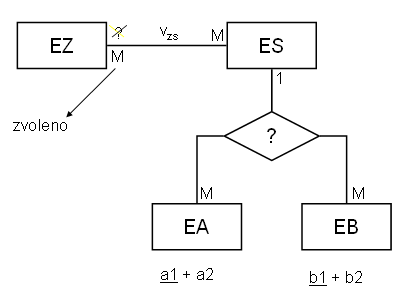 EZ
?
M
v_zs
M
ES
1
zvoleno
?
M
M
EA
EB
a1 + a2
b1 + b2